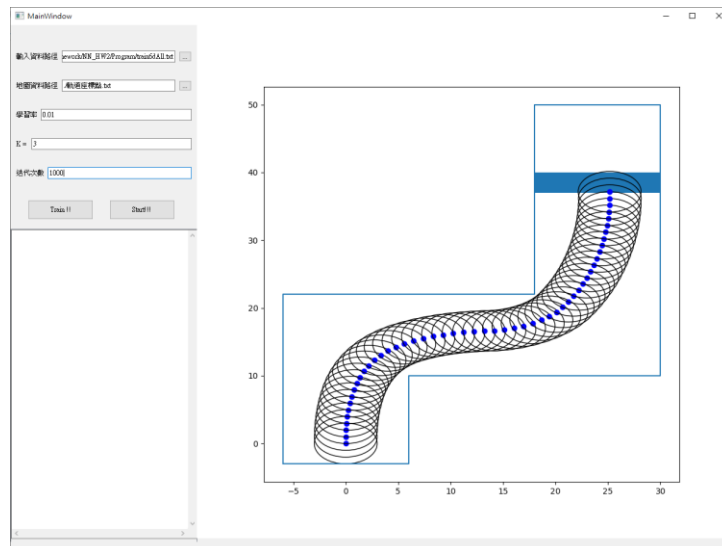 MainWindow
輸入資料路徑 ework/NN_HW2/Program/train6dAll.txt ...
地圖資料路徑 ./軌道座標點.txt ...
學習率 0.01
K = 3
迭代次數 1000
Train !! Start!!
50
40
30
20
10
0
-5 0 5 10 15 20 25 30